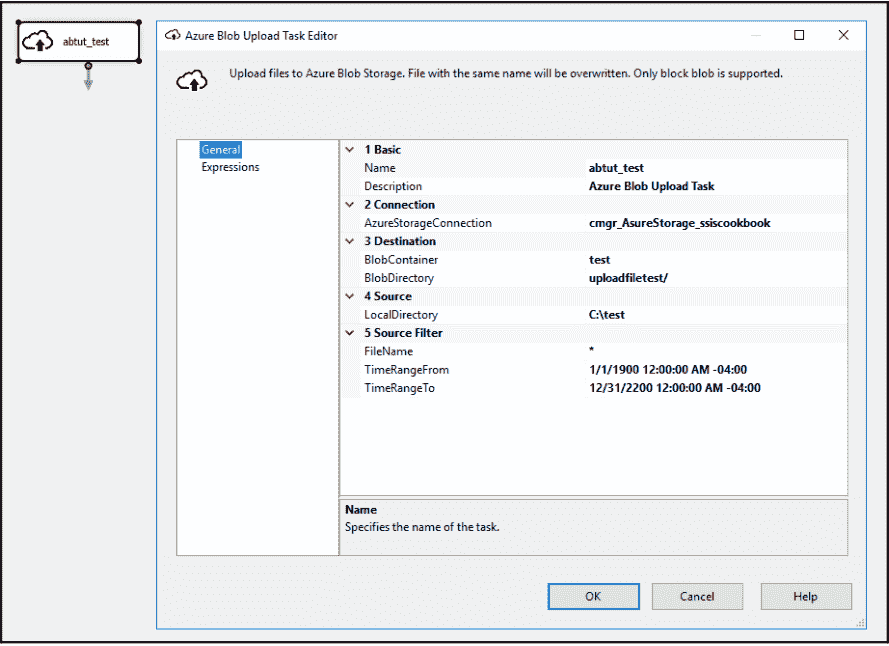 abtut_test
Azure Blob Upload Task Editor
Upload files to Azure Blob Storage. File with the same name will be overwritten. Only block blob is supported.
General
Expressions
1 Basic
Name abtut_test
Description Azure Blob Upload Task
2 Connection
AzureStorageConnection cmgr_AsureStorage_ssiscookbook
3 Destination
BlobContainer test
BlobDirectory uploadfiletest/
4 Source
LocalDirectory C:\test
5 Source Filter
FileName *
TimeRangeFrom 1/1/1900 12:00:00 AM -04:00
TimeRangeTo 12/31/2200 12:00:00 AM -04:00
Name
Specifies the name of the task.
OK Cancel Help